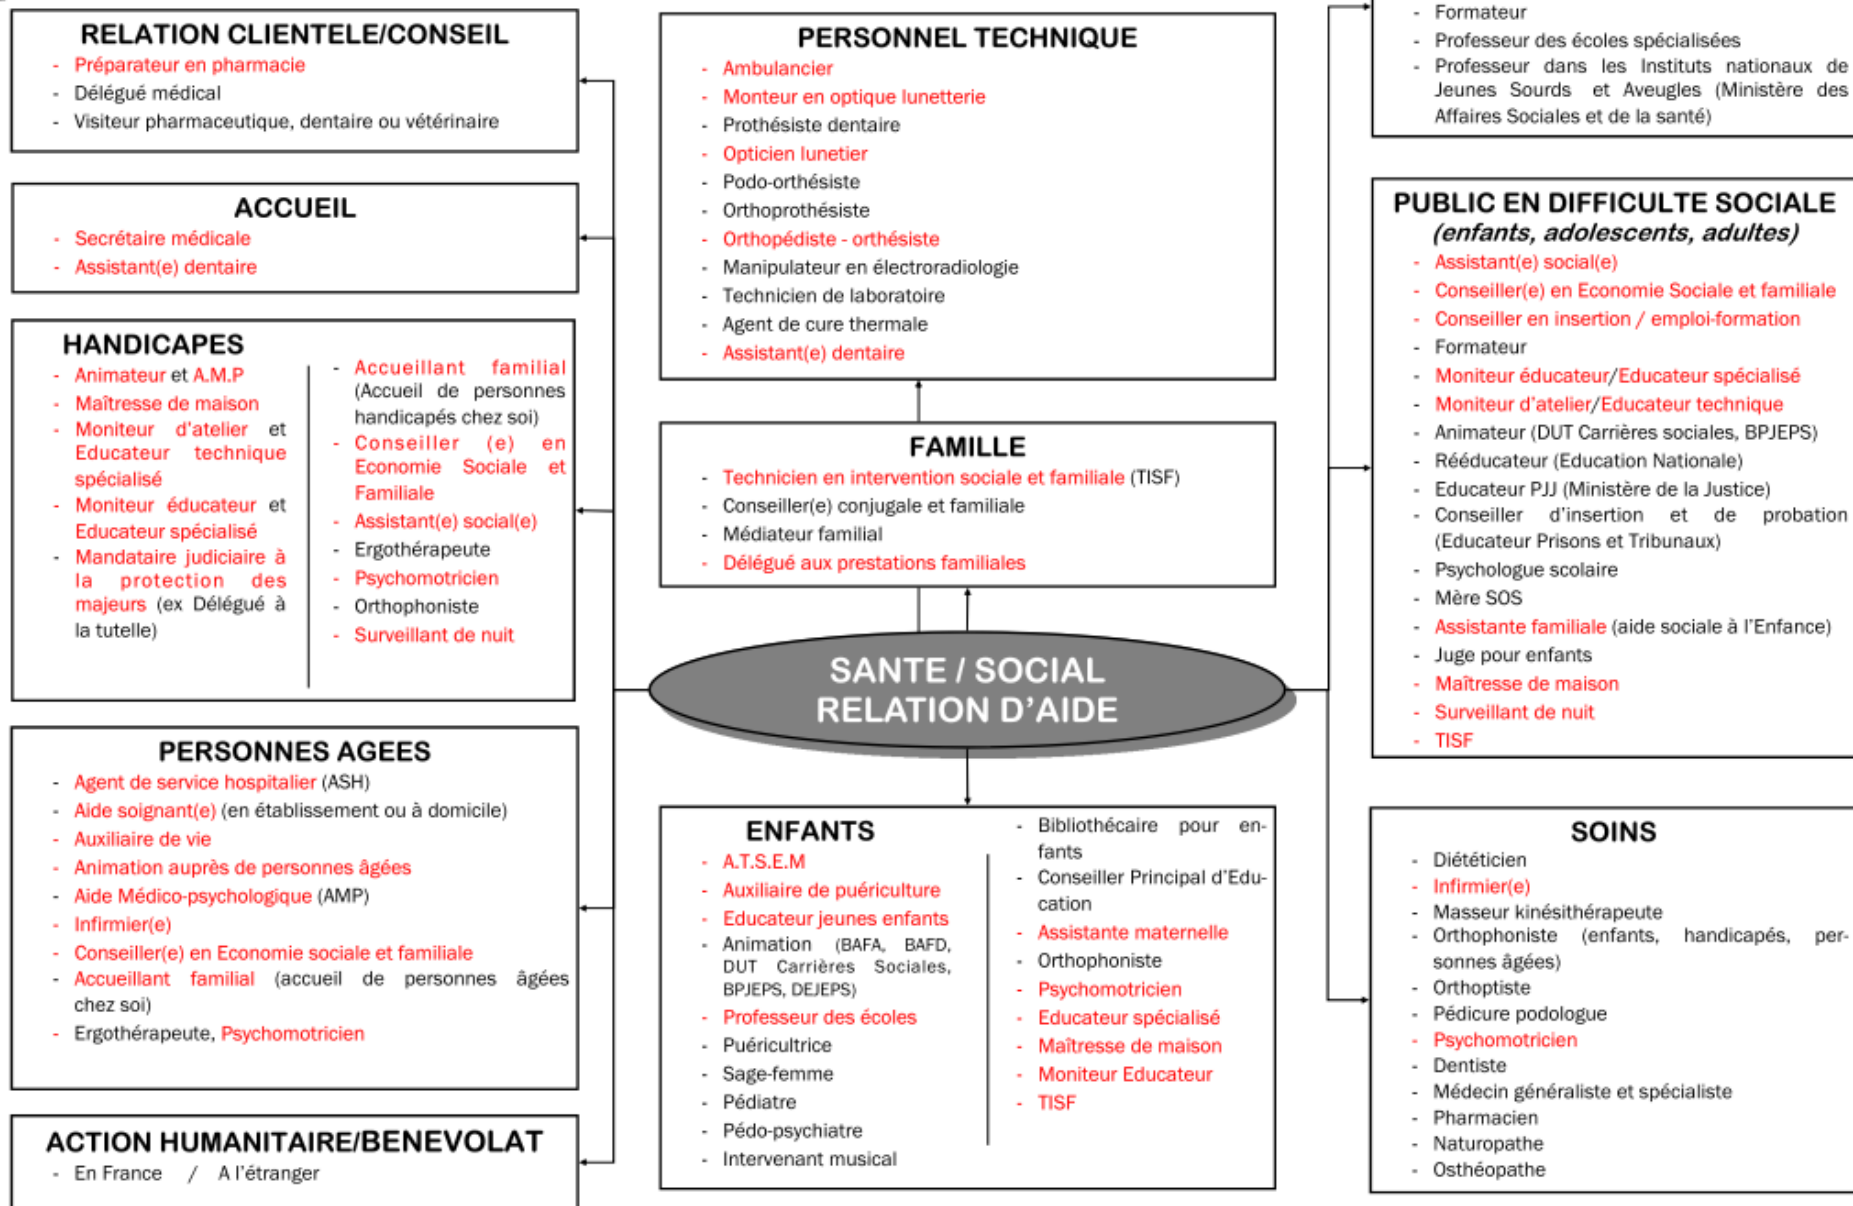 RELATION CLIENTELE/CONSEIL
- Préparateur en pharmacie
- Délégué médical
- Visiteur pharmaceutique, dentaire ou vétérinaire
ACCUEIL
- Secrétaire médicale
- Assistant(e) dentaire
HANDICAPES
- Animateur et A.M.P
- Maîtresse de maison
- Moniteur d'atelier et
Educateur technique
spécialisé
- Moniteur éducateur et
Educateur spécialisé
- Mandataire judiciaire à
la protection des
majeurs (ex Délégué à
la tutelle)
- Accueillant familial
(Accueil de personnes
handicapés chez soi)
- Conseiller (e) en
Economie Sociale et
Familiale
- Assistant(e) social(e)
- Ergothérapeute
- Psychomotricien
- Orthophoniste
- Surveillant de nuit
PERSONNES AGEES
- Agent de service hospitalier (ASH)
- Aide soignant(e) (en établissement ou à domicile)
- Auxiliaire de vie
- Animation auprès de personnes âgées
- Aide Médico-psychologique (AMP)
- Infirmier(e)
- Conseiller(e) en Economie sociale et familiale
- Accueillant familial (accueil de personnes âgées
chez soi)
- Ergothérapeute, Psychomotricien
ACTION HUMANITAIRE/BENEVOLAT
- En France / A l'étranger
PERSONNEL TECHNIQUE
- Ambulancier
- Monteur en optique lunetterie
- Prothésiste dentaire
- Opticien lunetier
- Podo-orthésiste
- Orthoprothésiste
- Orthopédiste - orthésiste
- Manipulateur en électroradiologie
- Technicien de laboratoire
- Agent de cure thermale
- Assistant(e) dentaire
FAMILLE
- Technicien en intervention sociale et familiale (TISF)
- Conseiller(e) conjugale et familiale
- Médiateur familial
- Délégué aux prestations familiales
SANTE / SOCIAL
RELATION D'AIDE
ENFANTS
- A.T.S.E.M
- Auxiliaire de puériculture
- Educateur jeunes enfants
- Animation (BAFA, BAFD,
DUT Carrières Sociales,
BPJEPS, DEJEPS)
- Professeur des écoles
- Puéricultrice
- Sage-femme
- Pédiatre
- Pédo-psychiatre
- Intervenant musical
- Bibliothécaire pour en-
fants
- Conseiller Principal d'Edu-
cation
- Assistante maternelle
- Orthophoniste
- Psychomotricien
- Educateur spécialisé
- Maîtresse de maison
- Moniteur Educateur
- TISF
- Formateur
- Professeur des écoles spécialisées
- Professeur dans les Instituts nationaux de
Jeunes Sourds et Aveugles (Ministère des
Affaires Sociales et de la santé)
PUBLIC EN DIFFICULTE SOCIALE
(enfants, adolescents, adultes)
- Assistant(e) social(e)
- Conseiller(e) en Economie Sociale et familiale
- Conseiller en insertion / emploi-formation
- Formateur
- Moniteur éducateur/Educateur spécialisé
- Moniteur d'atelier/Educateur technique
- Animateur (DUT Carrières sociales, BPJEPS)
- Rééducateur (Education Nationale)
- Educateur PJJ (Ministère de la Justice)
- Conseiller d'insertion et de probation
(Educateur Prisons et Tribunaux)
- Psychologue scolaire
- Mère SOS
- Assistante familiale (aide sociale à l'Enfance)
- Juge pour enfants
- Maîtresse de maison
- Surveillant de nuit
- TISF
SOINS
- Diététicien
- Infirmier(e)
- Masseur kinésithérapeute
- Orthophoniste (enfants, handicapés, per-
sonnes âgées)
- Orthoptiste
- Pédicure podologue
- Psychomotricien
- Dentiste
- Médecin généraliste et spécialiste
- Pharmacien
- Naturopathe
- Osthéopathe